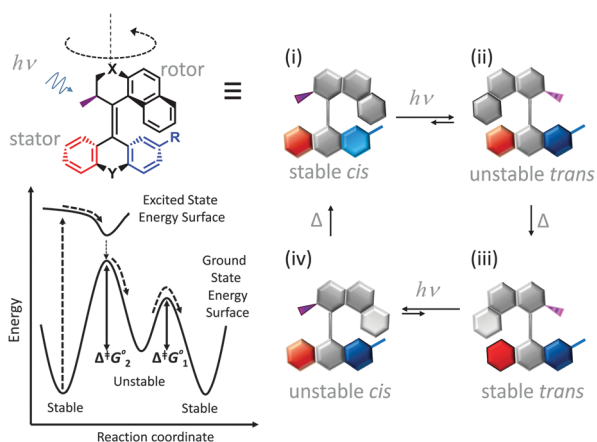 hν
X
rotor
stator
R
Y
≡
(i)
stable cis
hν
(ii)
unstable trans
Δ
Δ
(iv)
unstable cis
hν
(iii)
stable trans
Energy
Excited State
Energy Surface
Ground
State
Energy
Surface
Δ‡G°₂
Δ‡G°₁
Unstable
Stable
Stable
Reaction coordinate